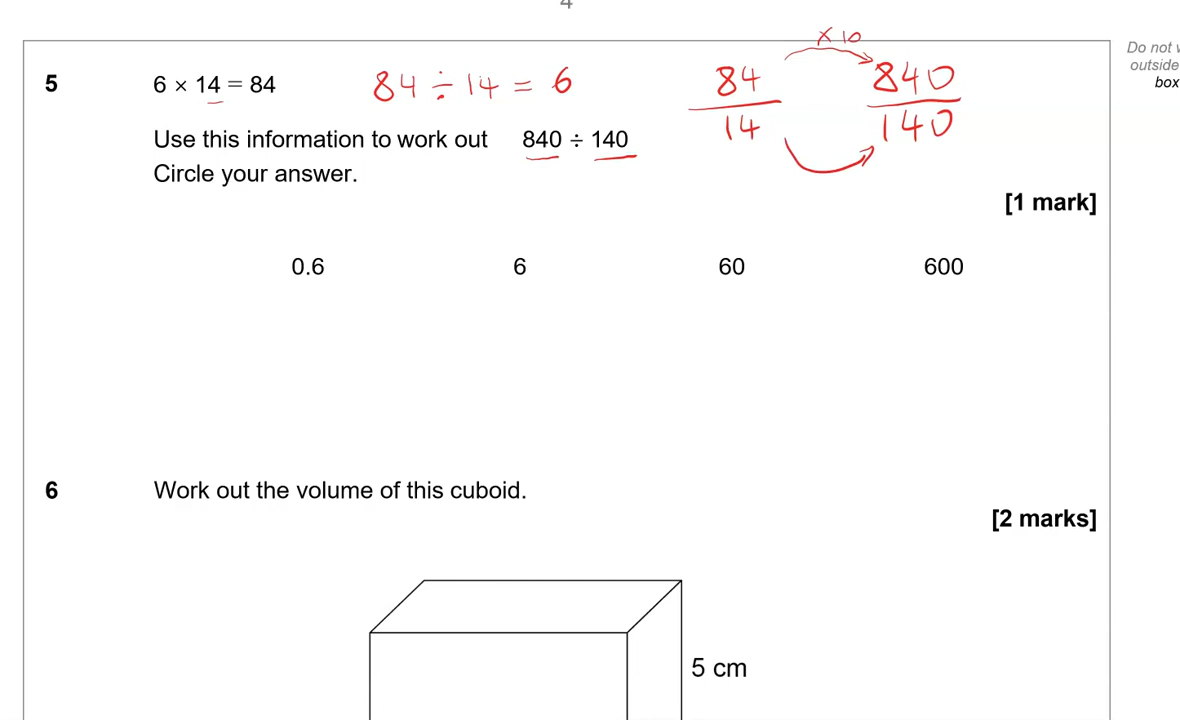 Do not w
outside
box
× 10
5 6 × 14 = 84 84 ÷ 14 = 6 84/14 840/140
Use this information to work out 840 ÷ 140
Circle your answer.
[1 mark]
0.6 6 60 600
6 Work out the volume of this cuboid.
[2 marks]
5 cm